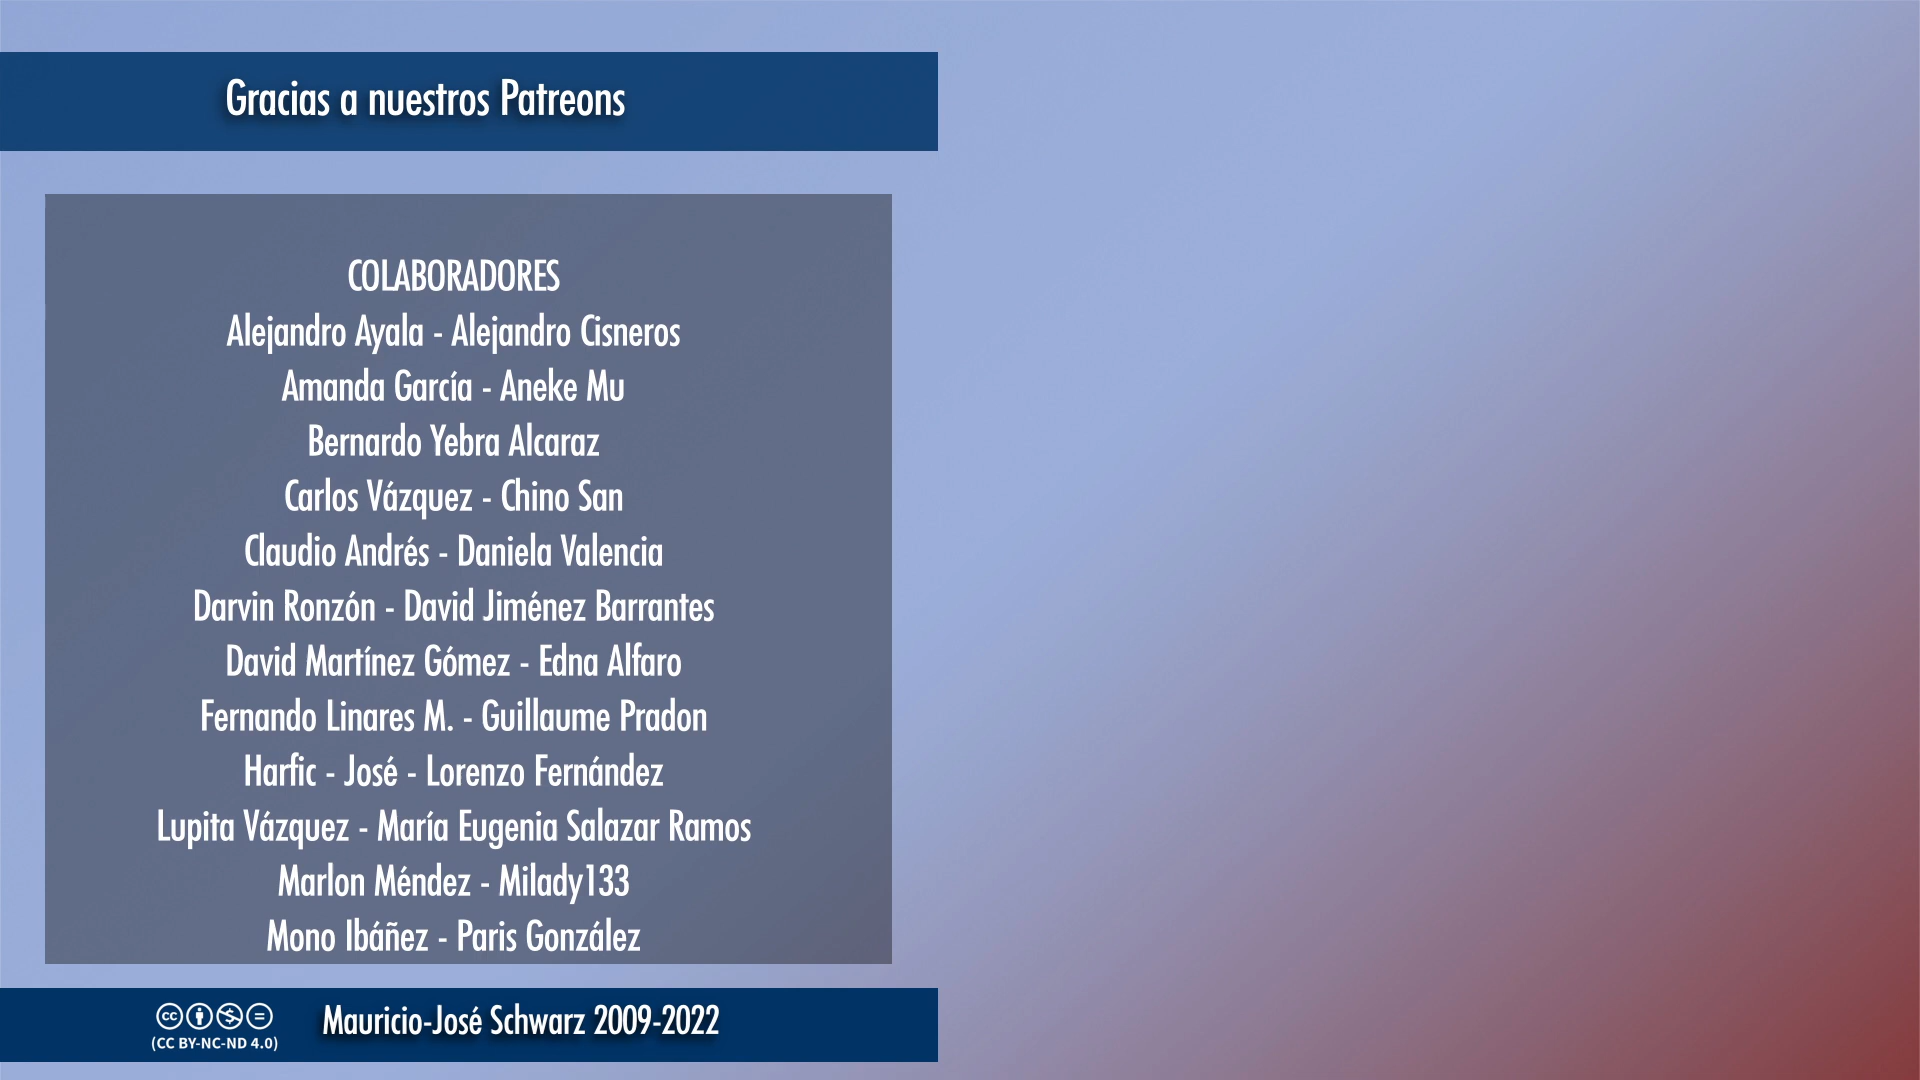 Gracias a nuestros Patreons
COLABORADORES
Alejandro Ayala - Alejandro Cisneros
Amanda García - Aneke Mu
Bernardo Yebra Alcaraz
Carlos Vázquez - Chino San
Claudio Andrés - Daniela Valencia
Darvin Ronzón - David Jiménez Barrantes
David Martínez Gómez - Edna Alfaro
Fernando Linares M. - Guillaume Pradon
Harfic - José - Lorenzo Fernández
Lupita Vázquez - María Eugenia Salazar Ramos
Marlon Méndez - Milady133
Mono Ibáñez - Paris González
cc
(CC BY-NC-ND 4.0)
Mauricio-José Schwarz 2009-2022